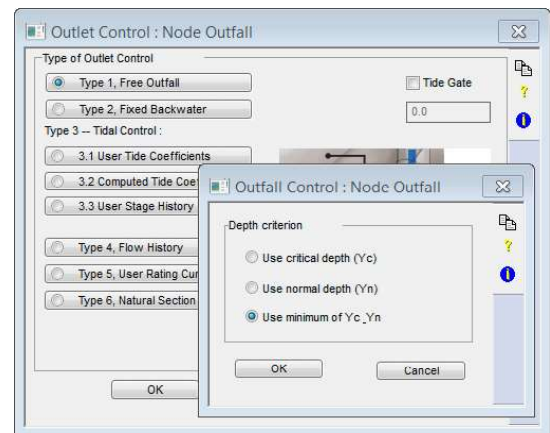 Outlet Control : Node Outfall
Type of Outlet Control
Type 1, Free Outfall
Tide Gate
Type 2, Fixed Backwater
0.0
Type 3 -- Tidal Control :
3.1 User Tide Coefficients
3.2 Computed Tide Coe
3.3 User Stage History
Type 4, Flow History
Type 5, User Rating Cur
Type 6, Natural Section
OK
Outfall Control : Node Outfall
Depth criterion
Use critical depth (Yc)
Use normal depth (Yn)
Use minimum of Yc_Yn
OK
Cancel